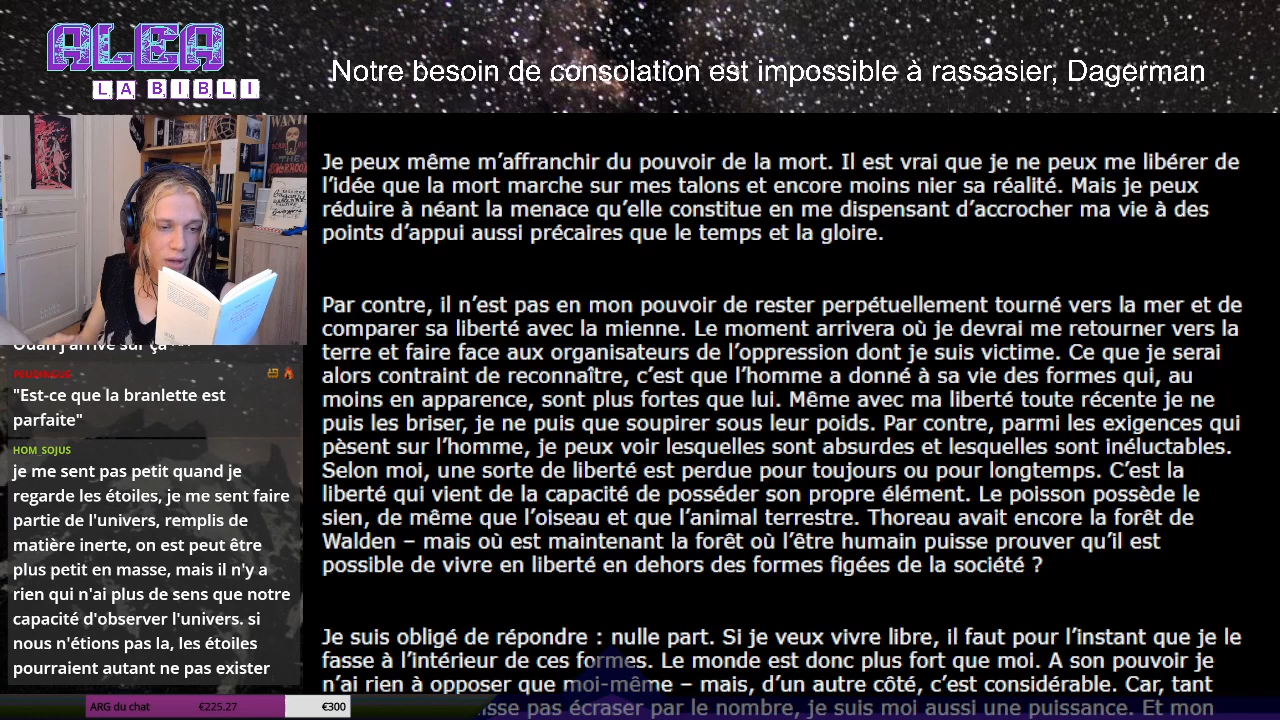 ALEA
LA BIBLI
Notre besoin de consolation est impossible à rassasier, Dagerman
WANTED
DEAD
THE
Je peux même m’affranchir du pouvoir de la mort. Il est vrai que je ne peux me libérer de
l’idée que la mort marche sur mes talons et encore moins nier sa réalité. Mais je peux
réduire à néant la menace qu’elle constitue en me dispensant d’accrocher ma vie à des
points d’appui aussi précaires que le temps et la gloire.
Par contre, il n’est pas en mon pouvoir de rester perpétuellement tourné vers la mer et de
comparer sa liberté avec la mienne. Le moment arrivera où je devrai me retourner vers la
terre et faire face aux organisateurs de l’oppression dont je suis victime. Ce que je serai
alors contraint de reconnaître, c’est que l’homme a donné à sa vie des formes qui, au
moins en apparence, sont plus fortes que lui. Même avec ma liberté toute récente je ne
puis les briser, je ne puis que soupirer sous leur poids. Par contre, parmi les exigences qui
pèsent sur l’homme, je peux voir lesquelles sont absurdes et lesquelles sont inéluctables.
Selon moi, une sorte de liberté est perdue pour toujours ou pour longtemps. C’est la
liberté qui vient de la capacité de posséder son propre élément. Le poisson possède le
sien, de même que l’oiseau et que l’animal terrestre. Thoreau avait encore la forêt de
Walden – mais où est maintenant la forêt où l’être humain puisse prouver qu’il est
possible de vivre en liberté en dehors des formes figées de la société ?
Je suis obligé de répondre : nulle part. Si je veux vivre libre, il faut pour l’instant que je le
fasse à l’intérieur de ces formes. Le monde est donc plus fort que moi. A son pouvoir je
n’ai rien à opposer que moi-même – mais, d’un autre côté, c’est considérable. Car, tant
isse pas écraser par le nombre, je suis moi aussi une puissance. Et mon
j'arrive sur ça
"Est-ce que la branlette est
parfaite"
HOM_SOJUS
je me sent pas petit quand je
regarde les étoiles, je me sent faire
partie de l'univers, remplis de
matière inerte, on est peut être
plus petit en masse, mais il n'y a
rien qui n'ai plus de sens que notre
capacité d'observer l'univers. si
nous n'étions pas la, les étoiles
pourraient autant ne pas exister
ARG du chat €225.27 €300